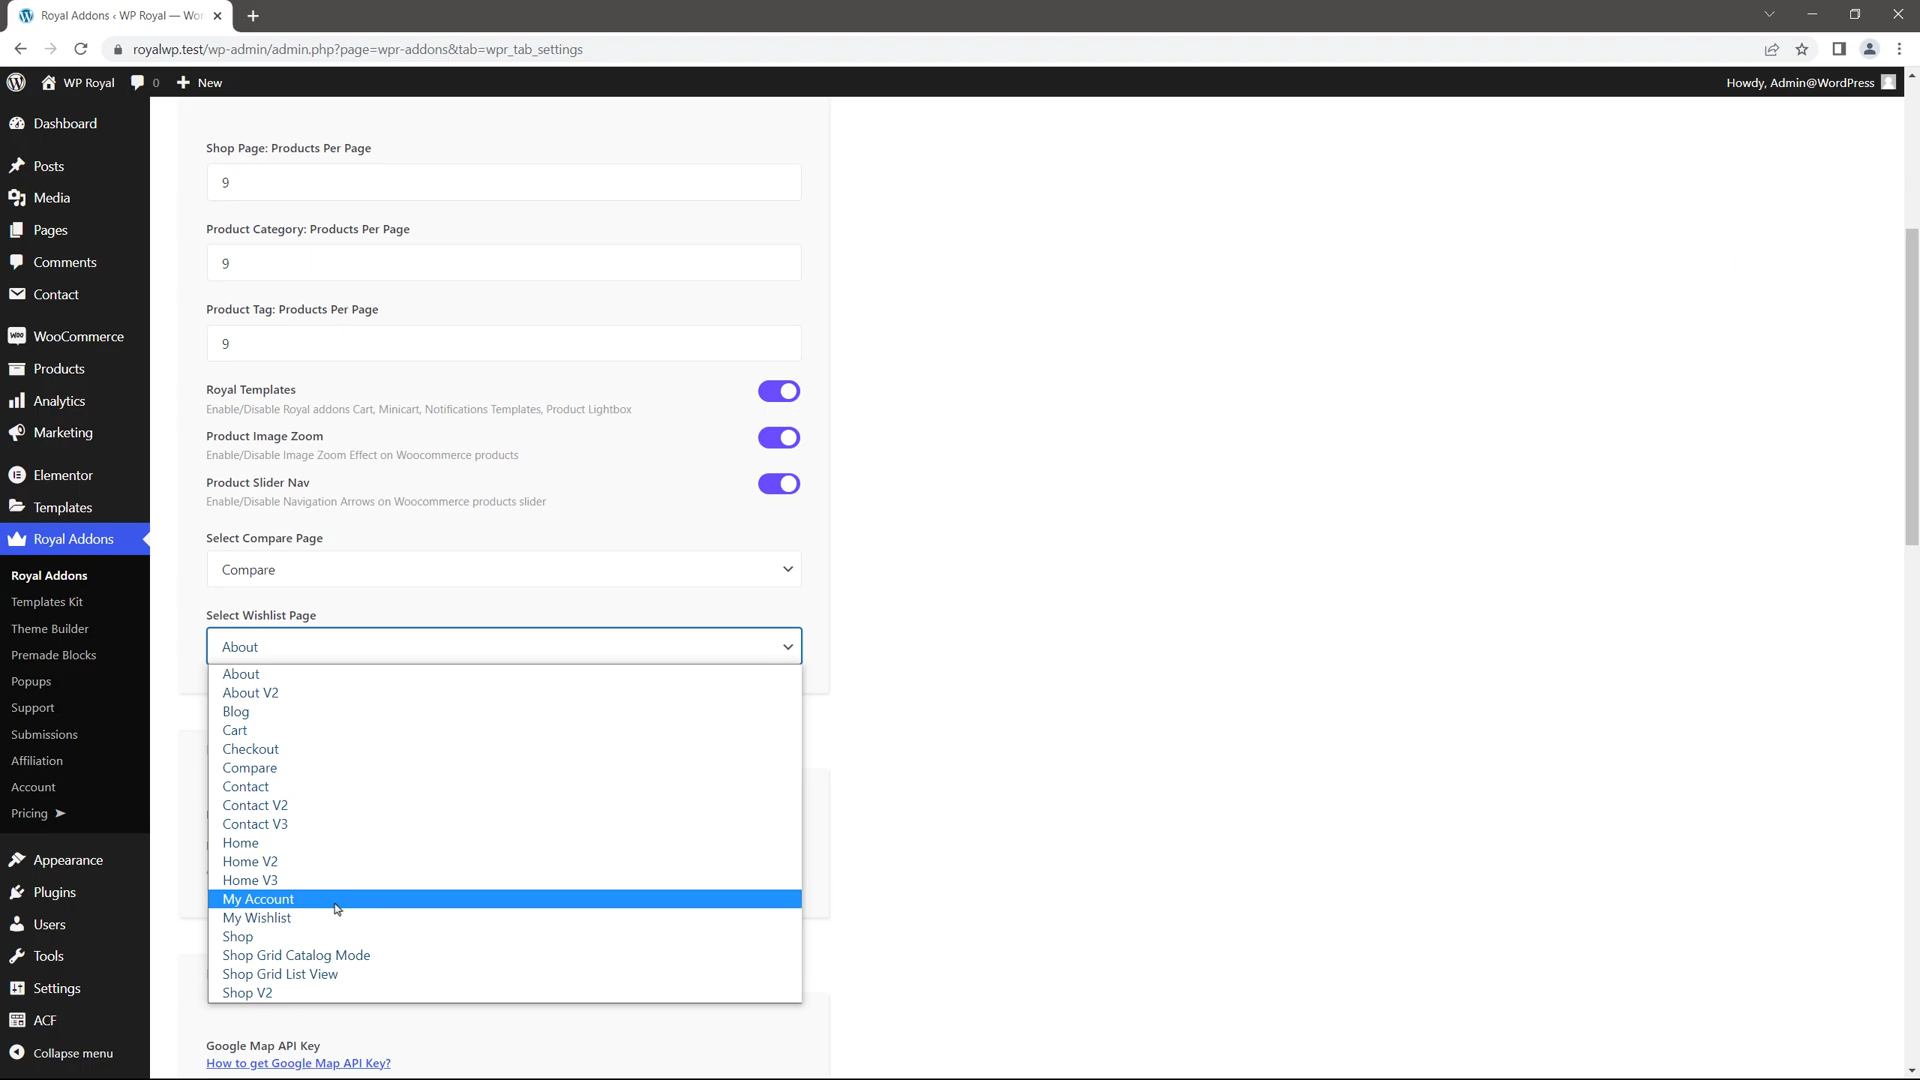 Royal Addons ‹ WP Royal — Wor
royalwp.test/wp-admin/admin.php?page=wpr-addons&tab=wpr_tab_settings
WP Royal
0
New
Howdy, Admin@WordPress
Dashboard
Posts
Media
Pages
Comments
Contact
WooCommerce
Products
Analytics
Marketing
Elementor
Templates
Royal Addons
Royal Addons
Templates Kit
Theme Builder
Premade Blocks
Popups
Support
Submissions
Affiliation
Account
Pricing ➤
Appearance
Plugins
Users
Tools
Settings
ACF
Collapse menu
Shop Page: Products Per Page
9
Product Category: Products Per Page
9
Product Tag: Products Per Page
9
Royal Templates
Enable/Disable Royal addons Cart, Minicart, Notifications Templates, Product Lightbox
Product Image Zoom
Enable/Disable Image Zoom Effect on Woocommerce products
Product Slider Nav
Enable/Disable Navigation Arrows on Woocommerce products slider
Select Compare Page
Compare
Select Wishlist Page
About
About
About V2
Blog
Cart
Checkout
Compare
Contact
Contact V2
Contact V3
Home
Home V2
Home V3
My Account
My Wishlist
Shop
Shop Grid Catalog Mode
Shop Grid List View
Shop V2
Google Map API Key
How to get Google Map API Key?